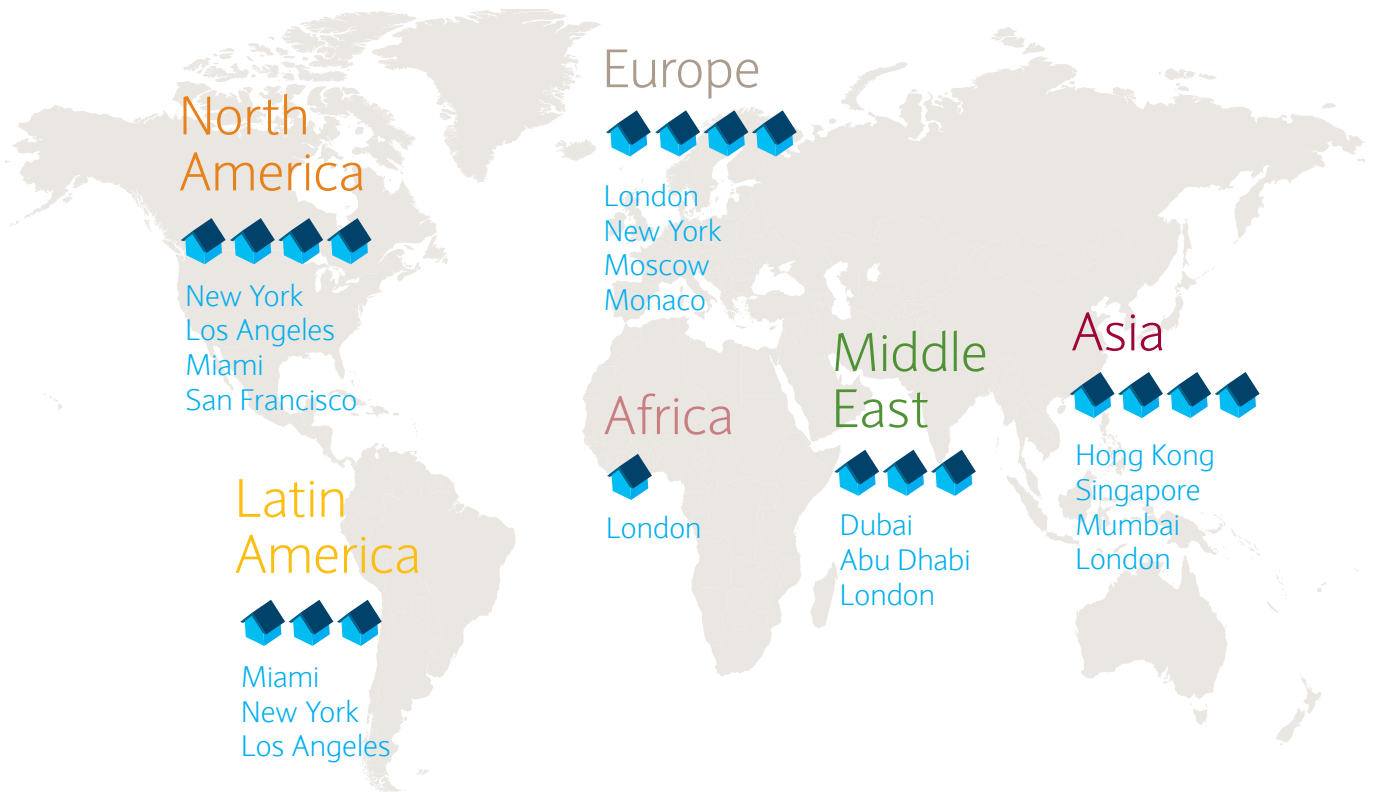 North
America
New York
Los Angeles
Miami
San Francisco
Latin
America
Miami
New York
Los Angeles
Europe
London
New York
Moscow
Monaco
Africa
London
Middle
East
Dubai
Abu Dhabi
London
Asia
Hong Kong
Singapore
Mumbai
London